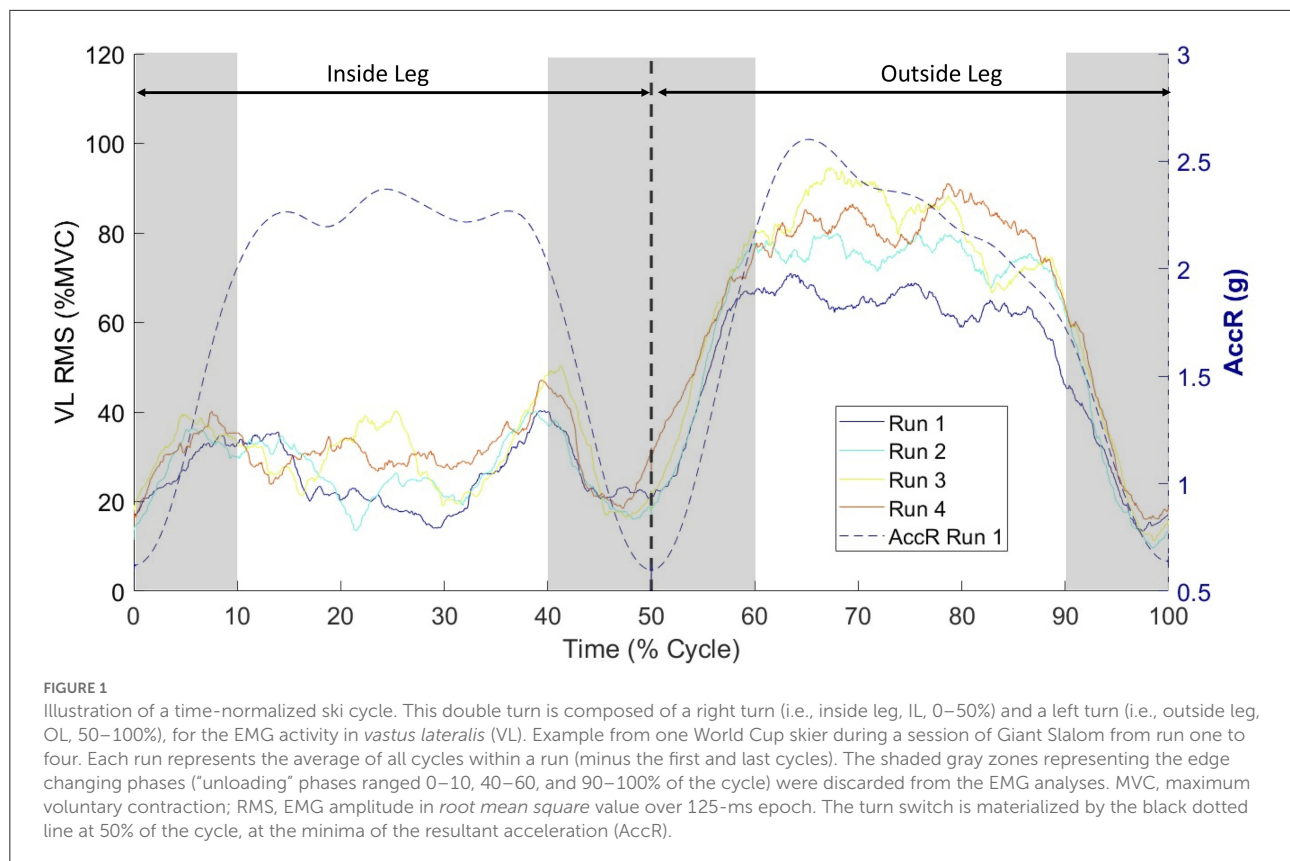 Inside Leg
Outside Leg
120
100
80
60
40
20
0
VL RMS (%MVC)
3
2.5
2
1.5
1
0.5
AccR (g)
Run 1
Run 2
Run 3
Run 4
AccR Run 1
0 10 20 30 40 50 60 70 80 90 100
Time (% Cycle)
FIGURE 1
Illustration of a time-normalized ski cycle. This double turn is composed of a right turn (i.e., inside leg, IL, 0–50%) and a left turn (i.e., outside leg,
OL, 50–100%), for the EMG activity in vastus lateralis (VL). Example from one World Cup skier during a session of Giant Slalom from run one to
four. Each run represents the average of all cycles within a run (minus the first and last cycles). The shaded gray zones representing the edge
changing phases (“unloading” phases ranged 0–10, 40–60, and 90–100% of the cycle) were discarded from the EMG analyses. MVC, maximum
voluntary contraction; RMS, EMG amplitude in root mean square value over 125-ms epoch. The turn switch is materialized by the black dotted
line at 50% of the cycle, at the minima of the resultant acceleration (AccR).